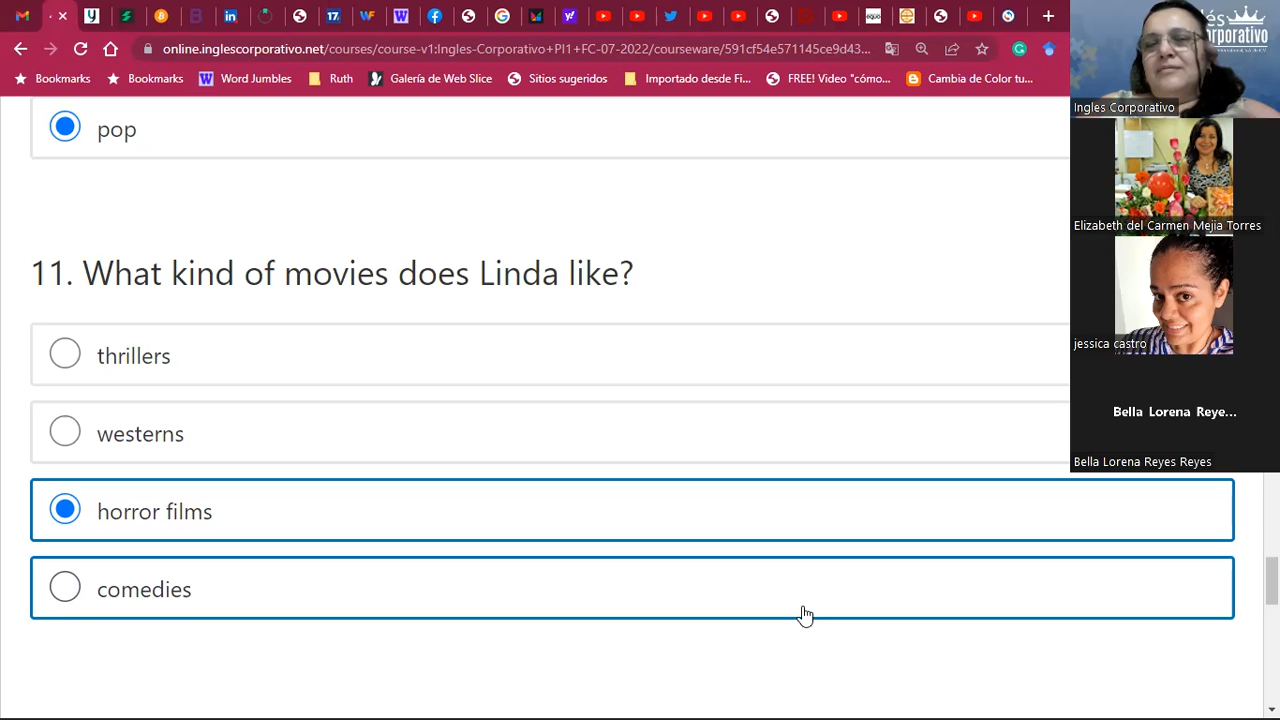 online.inglescorporativo.net/courses/course-v1:Ingles-Corporativo+PI1+FC-07-2022/courseware/591cf54e571145ce9d43...
Bookmarks
Bookmarks
Word Jumbles
Ruth
Galería de Web Slice
Sitios sugeridos
Importado desde Fi...
FREE! Video "cómo...
Cambia de Color tu...
pop
11. What kind of movies does Linda like?
thrillers
westerns
horror films
comedies
Ingles Corporativo
Elizabeth del Carmen Mejia Torres
jessica castro
Bella Lorena Reye...
Bella Lorena Reyes Reyes